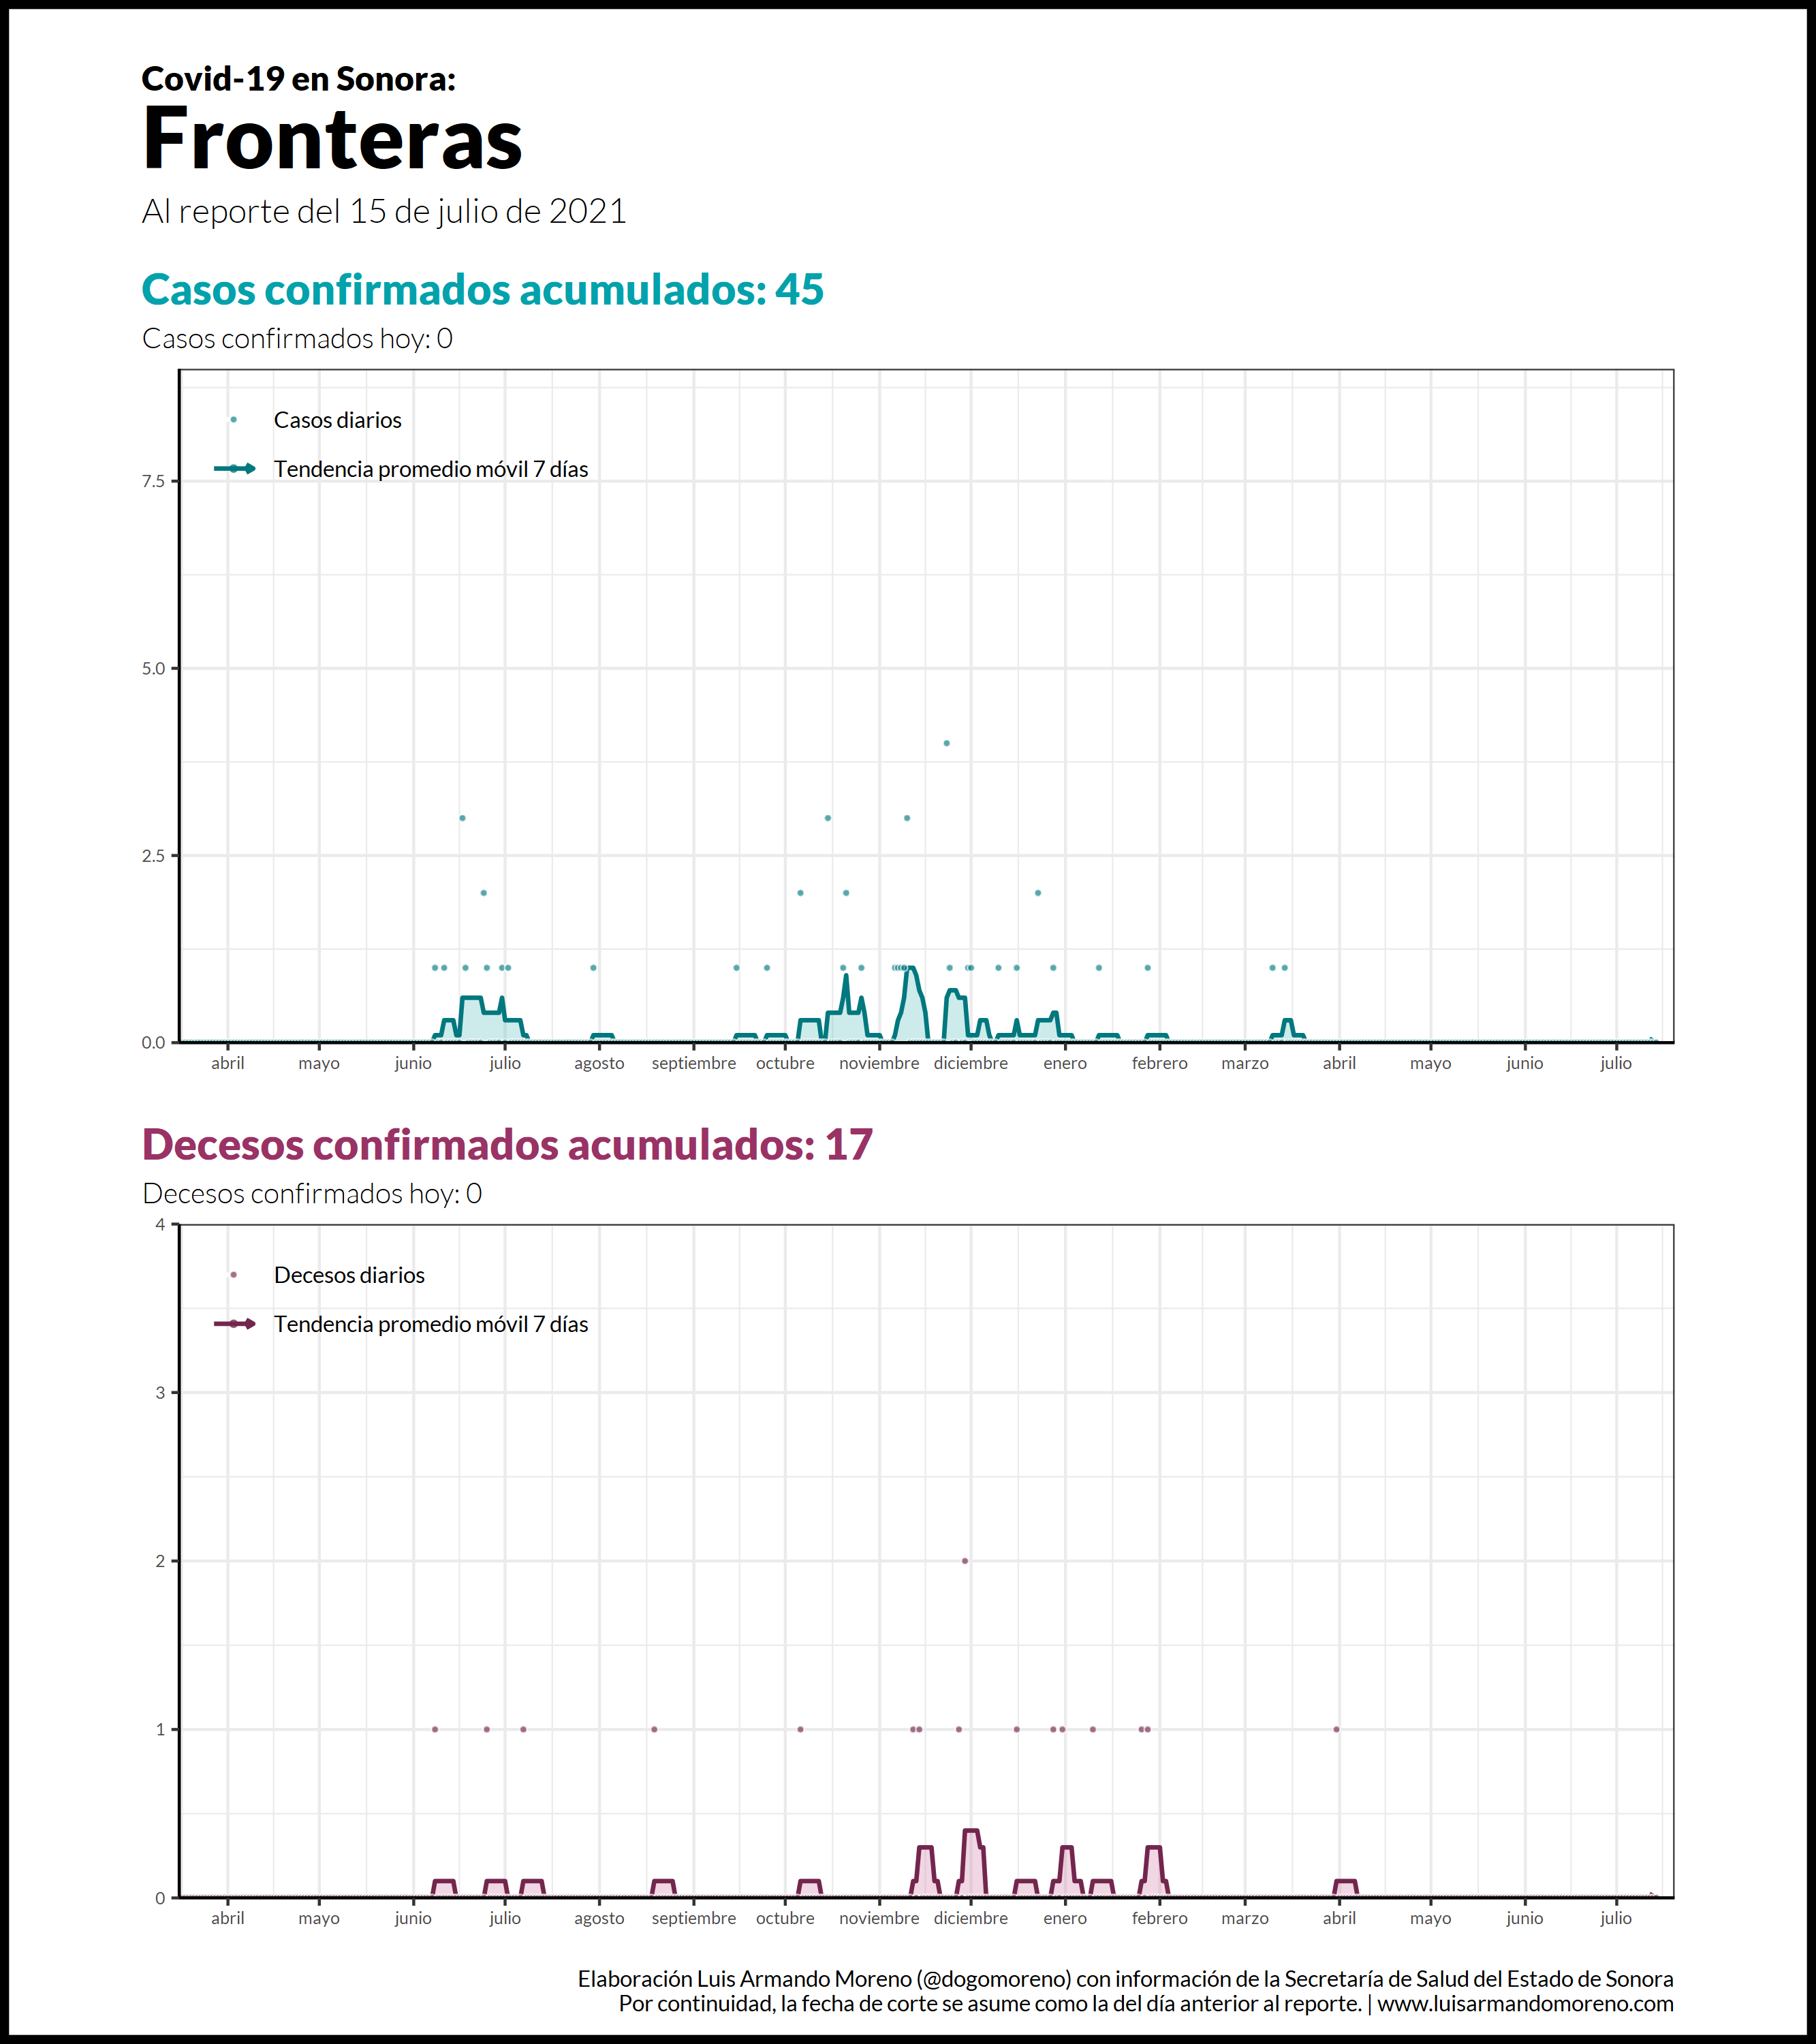 Covid-19 en Sonora:
Fronteras
Al reporte del 15 de julio de 2021
Casos confirmados acumulados: 45
Casos confirmados hoy: 0
Casos diarios
Tendencia promedio móvil 7 días
7.5
5.0
2.5
0.0
abril mayo junio julio agosto septiembre octubre noviembre diciembre enero febrero marzo abril mayo junio julio
Decesos confirmados acumulados: 17
Decesos confirmados hoy: 0
4
Decesos diarios
Tendencia promedio móvil 7 días
3
2
1
0
abril mayo junio julio agosto septiembre octubre noviembre diciembre enero febrero marzo abril mayo junio julio
Elaboración Luis Armando Moreno (@dogomoreno) con información de la Secretaría de Salud del Estado de Sonora
Por continuidad, la fecha de corte se asume como la del día anterior al reporte. | www.luisarmandomoreno.com